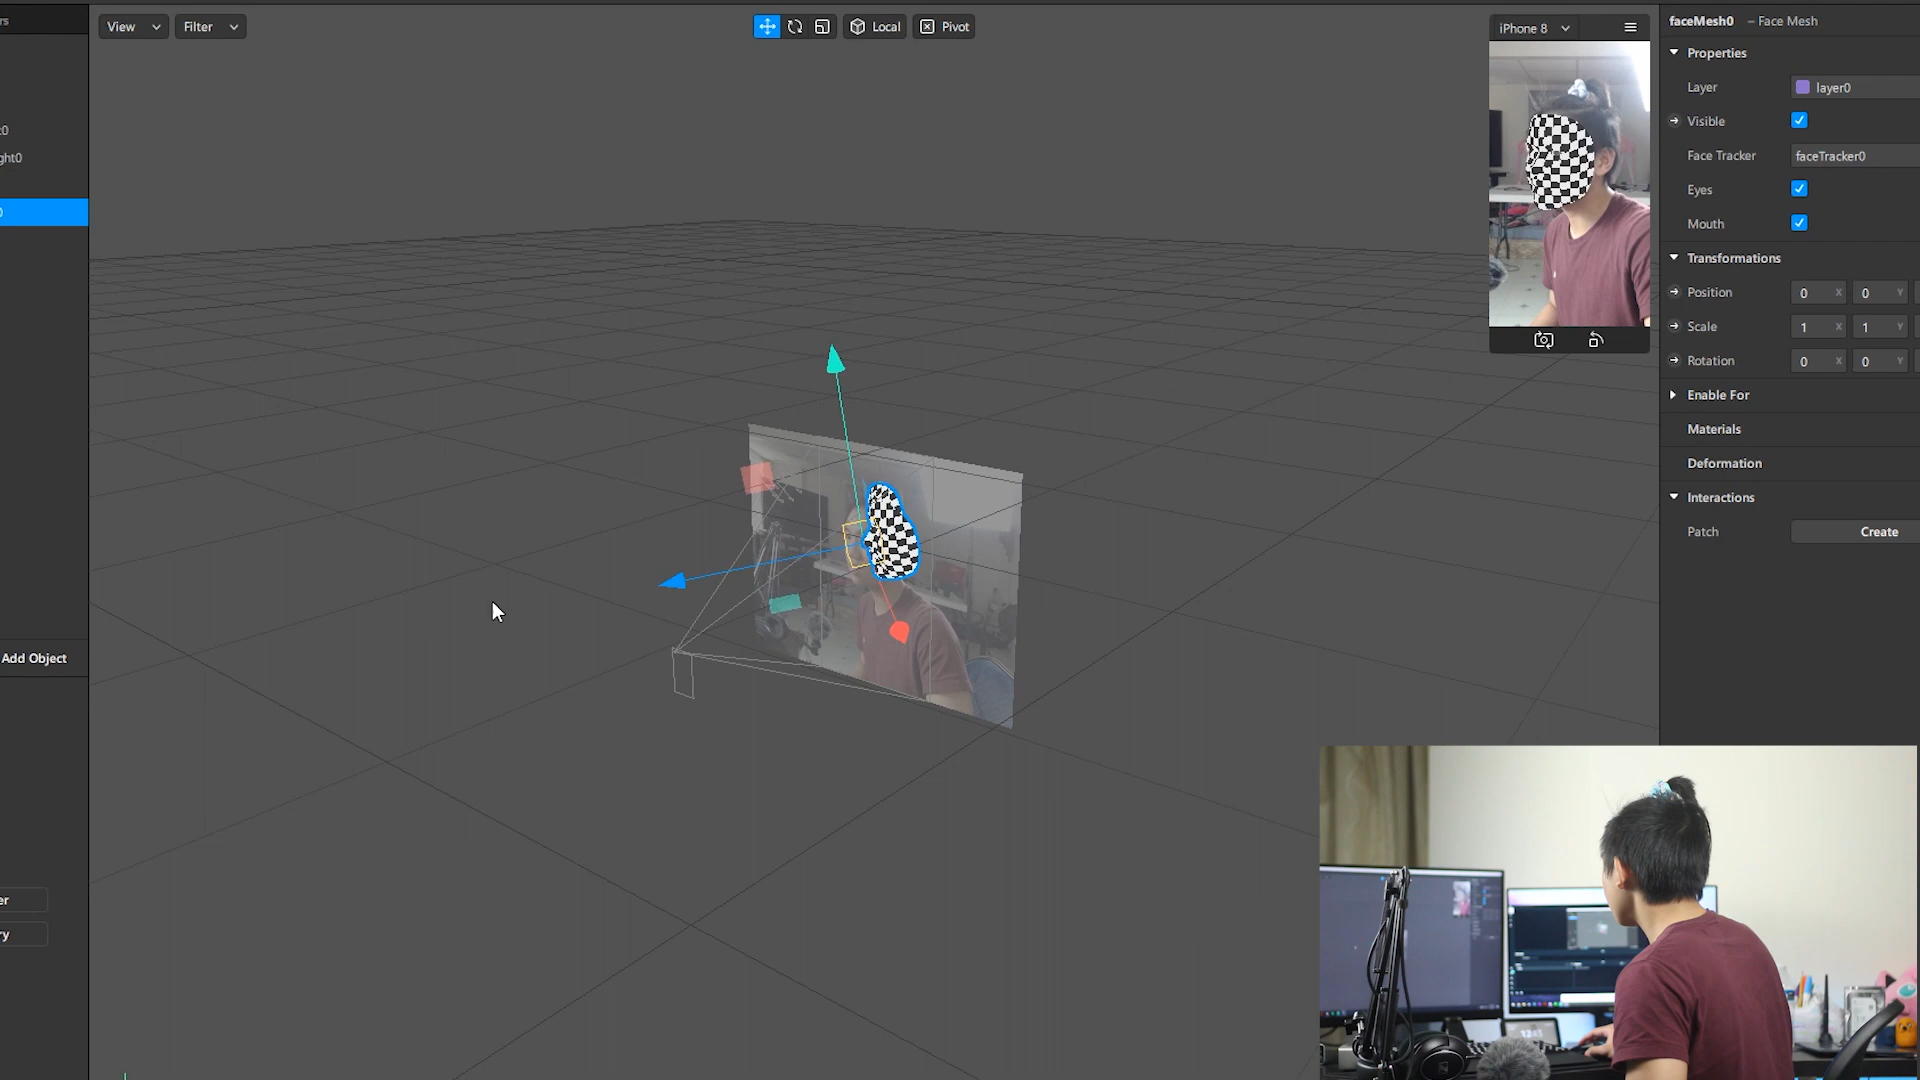 rs
View
Filter
Local
Pivot
iPhone 8
faceMesh0 – Face Mesh
Properties
Layer
layer0
Visible
Face Tracker
faceTracker0
Eyes
Mouth
Transformations
Position
0 X 0 Y
Scale
1 X 1 Y
Rotation
0 X 0 Y
Enable For
Materials
Deformation
Interactions
Patch
Create
t0
ght0
0
Add Object
er
ry